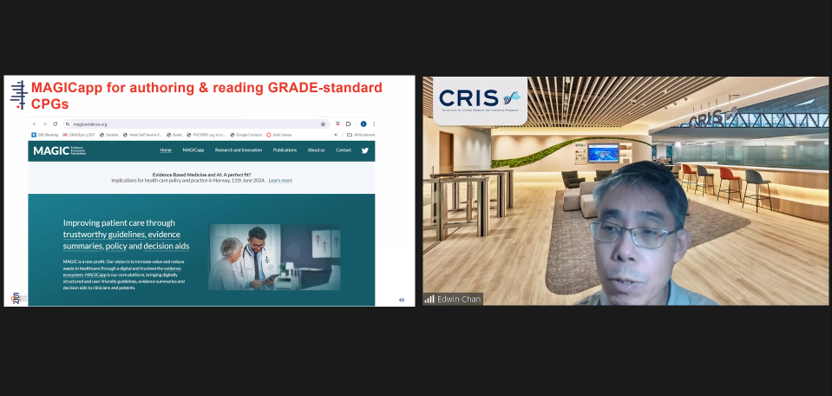 MAGICapp for authoring & reading GRADE-standard
CPGs
magicevidence.org
MAGIC Evidence Ecosystem Foundation
Home MAGICapp Research and Innovation Publications About us Contact
Evidence Based Medicine and AI: A perfect fit?
Implications for health care policy and practice in Norway, 11th June 2024. Learn more
Improving patient care through
trustworthy guidelines, evidence
summaries, policy and decision aids
MAGIC is a non-profit. Our vision is to increase value and reduce
waste in healthcare through a digital and trustworthy evidence
ecosystem. MAGICapp is our core platform, bringing digitally
structured and user-friendly guidelines, evidence summaries and
decision aids to clinicians and patients.
CRIS
CRIS
Edwin Chan